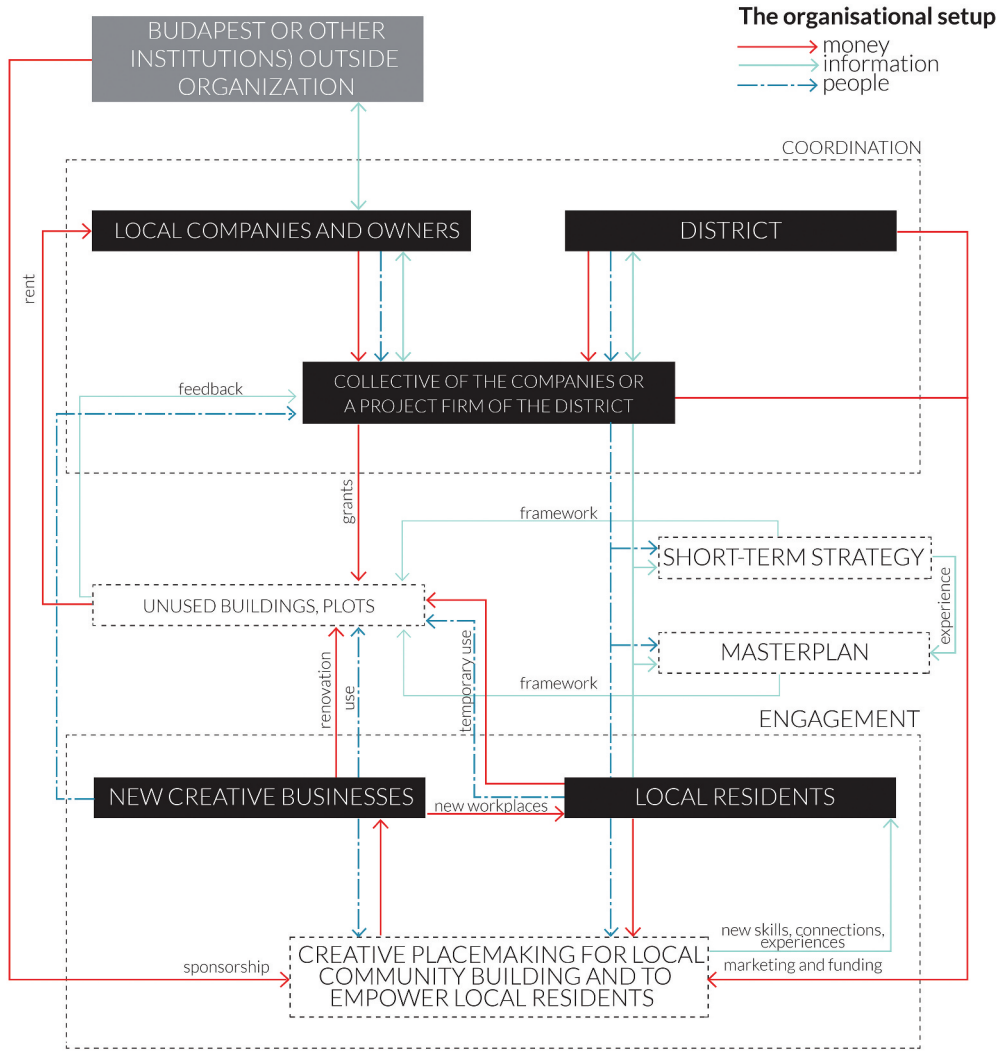 The organisational setup
money
information
people
BUDAPEST OR OTHER
INSTITUTIONS) OUTSIDE
ORGANIZATION
COORDINATION
LOCAL COMPANIES AND OWNERS
DISTRICT
rent
COLLECTIVE OF THE COMPANIES OR
A PROJECT FIRM OF THE DISTRICT
feedback
grants
framework
SHORT-TERM STRATEGY
UNUSED BUILDINGS, PLOTS
experience
MASTERPLAN
framework
renovation
use
temporary use
ENGAGEMENT
NEW CREATIVE BUSINESSES
new workplaces
LOCAL RESIDENTS
new skills, connections,
experiences
CREATIVE PLACEMAKING FOR LOCAL
COMMUNITY BUILDING AND TO
EMPOWER LOCAL RESIDENTS
sponsorship
marketing and funding